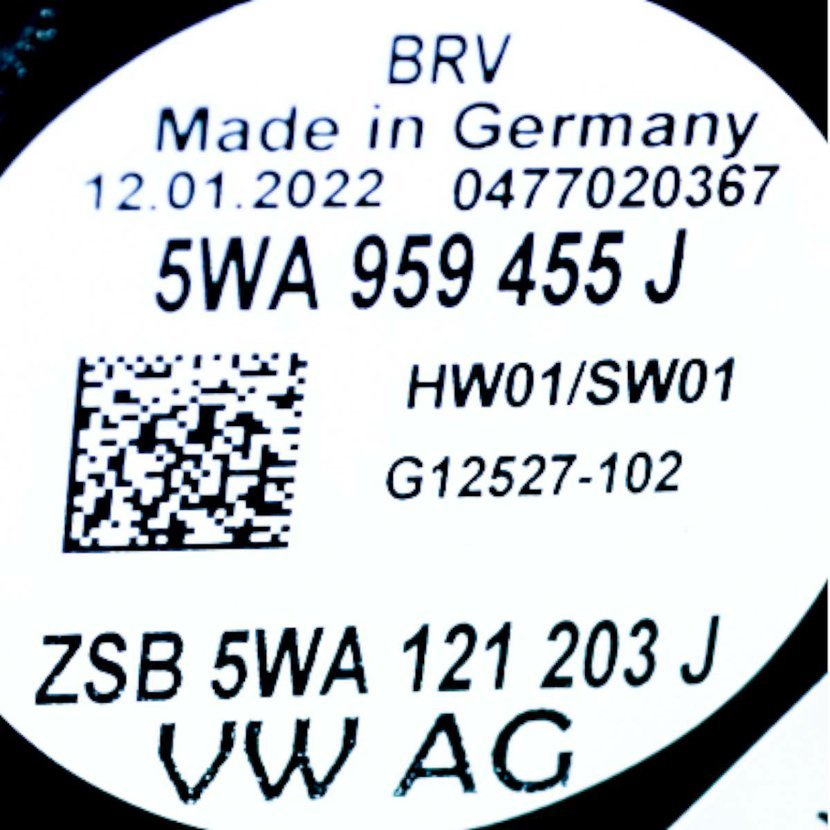 BRV
Made in Germany
12.01.2022 0477020367
5WA 959 455 J
HW01/SW01
G12527-102
ZSB 5WA 121 203 J
VW AG